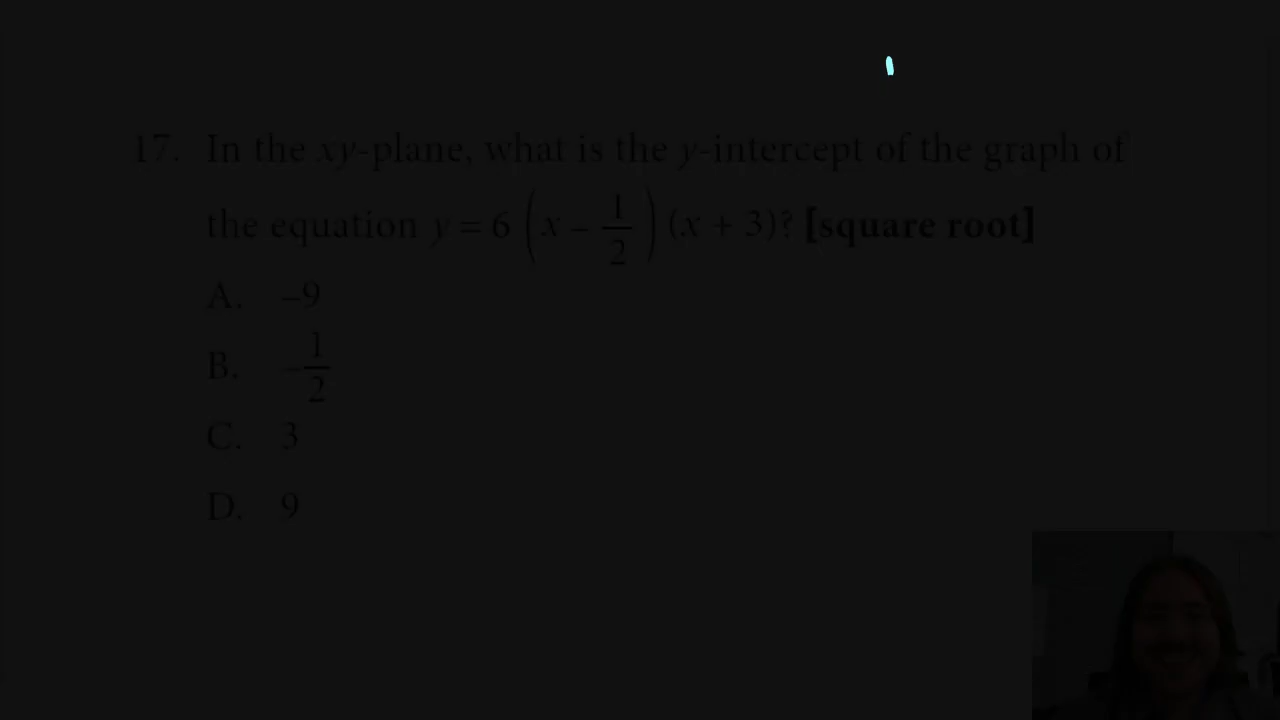 17. In the xy-plane, what is the y-intercept of the graph of
the equation y = 6 (x – 1/2) (x + 3)? [square root]
A. –9
B. –1/2
C. 3
D. 9